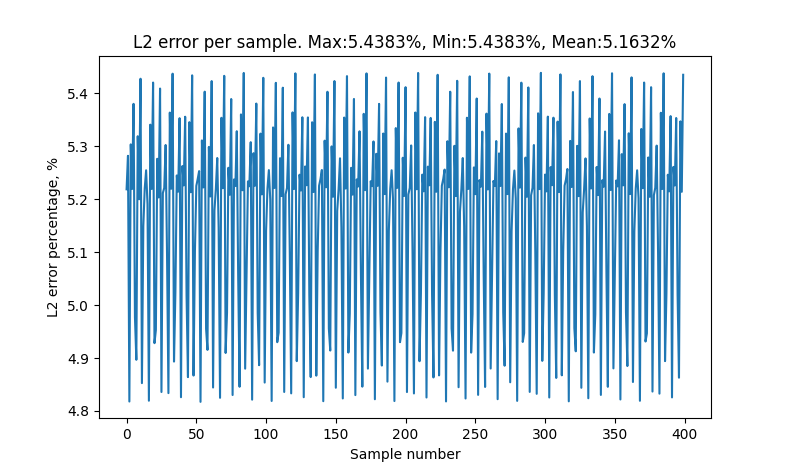 L2 error per sample. Max:5.4383%, Min:5.4383%, Mean:5.1632%
L2 error percentage, %
5.4
5.3
5.2
5.1
5.0
4.9
4.8
0 50 100 150 200 250 300 350 400
Sample number